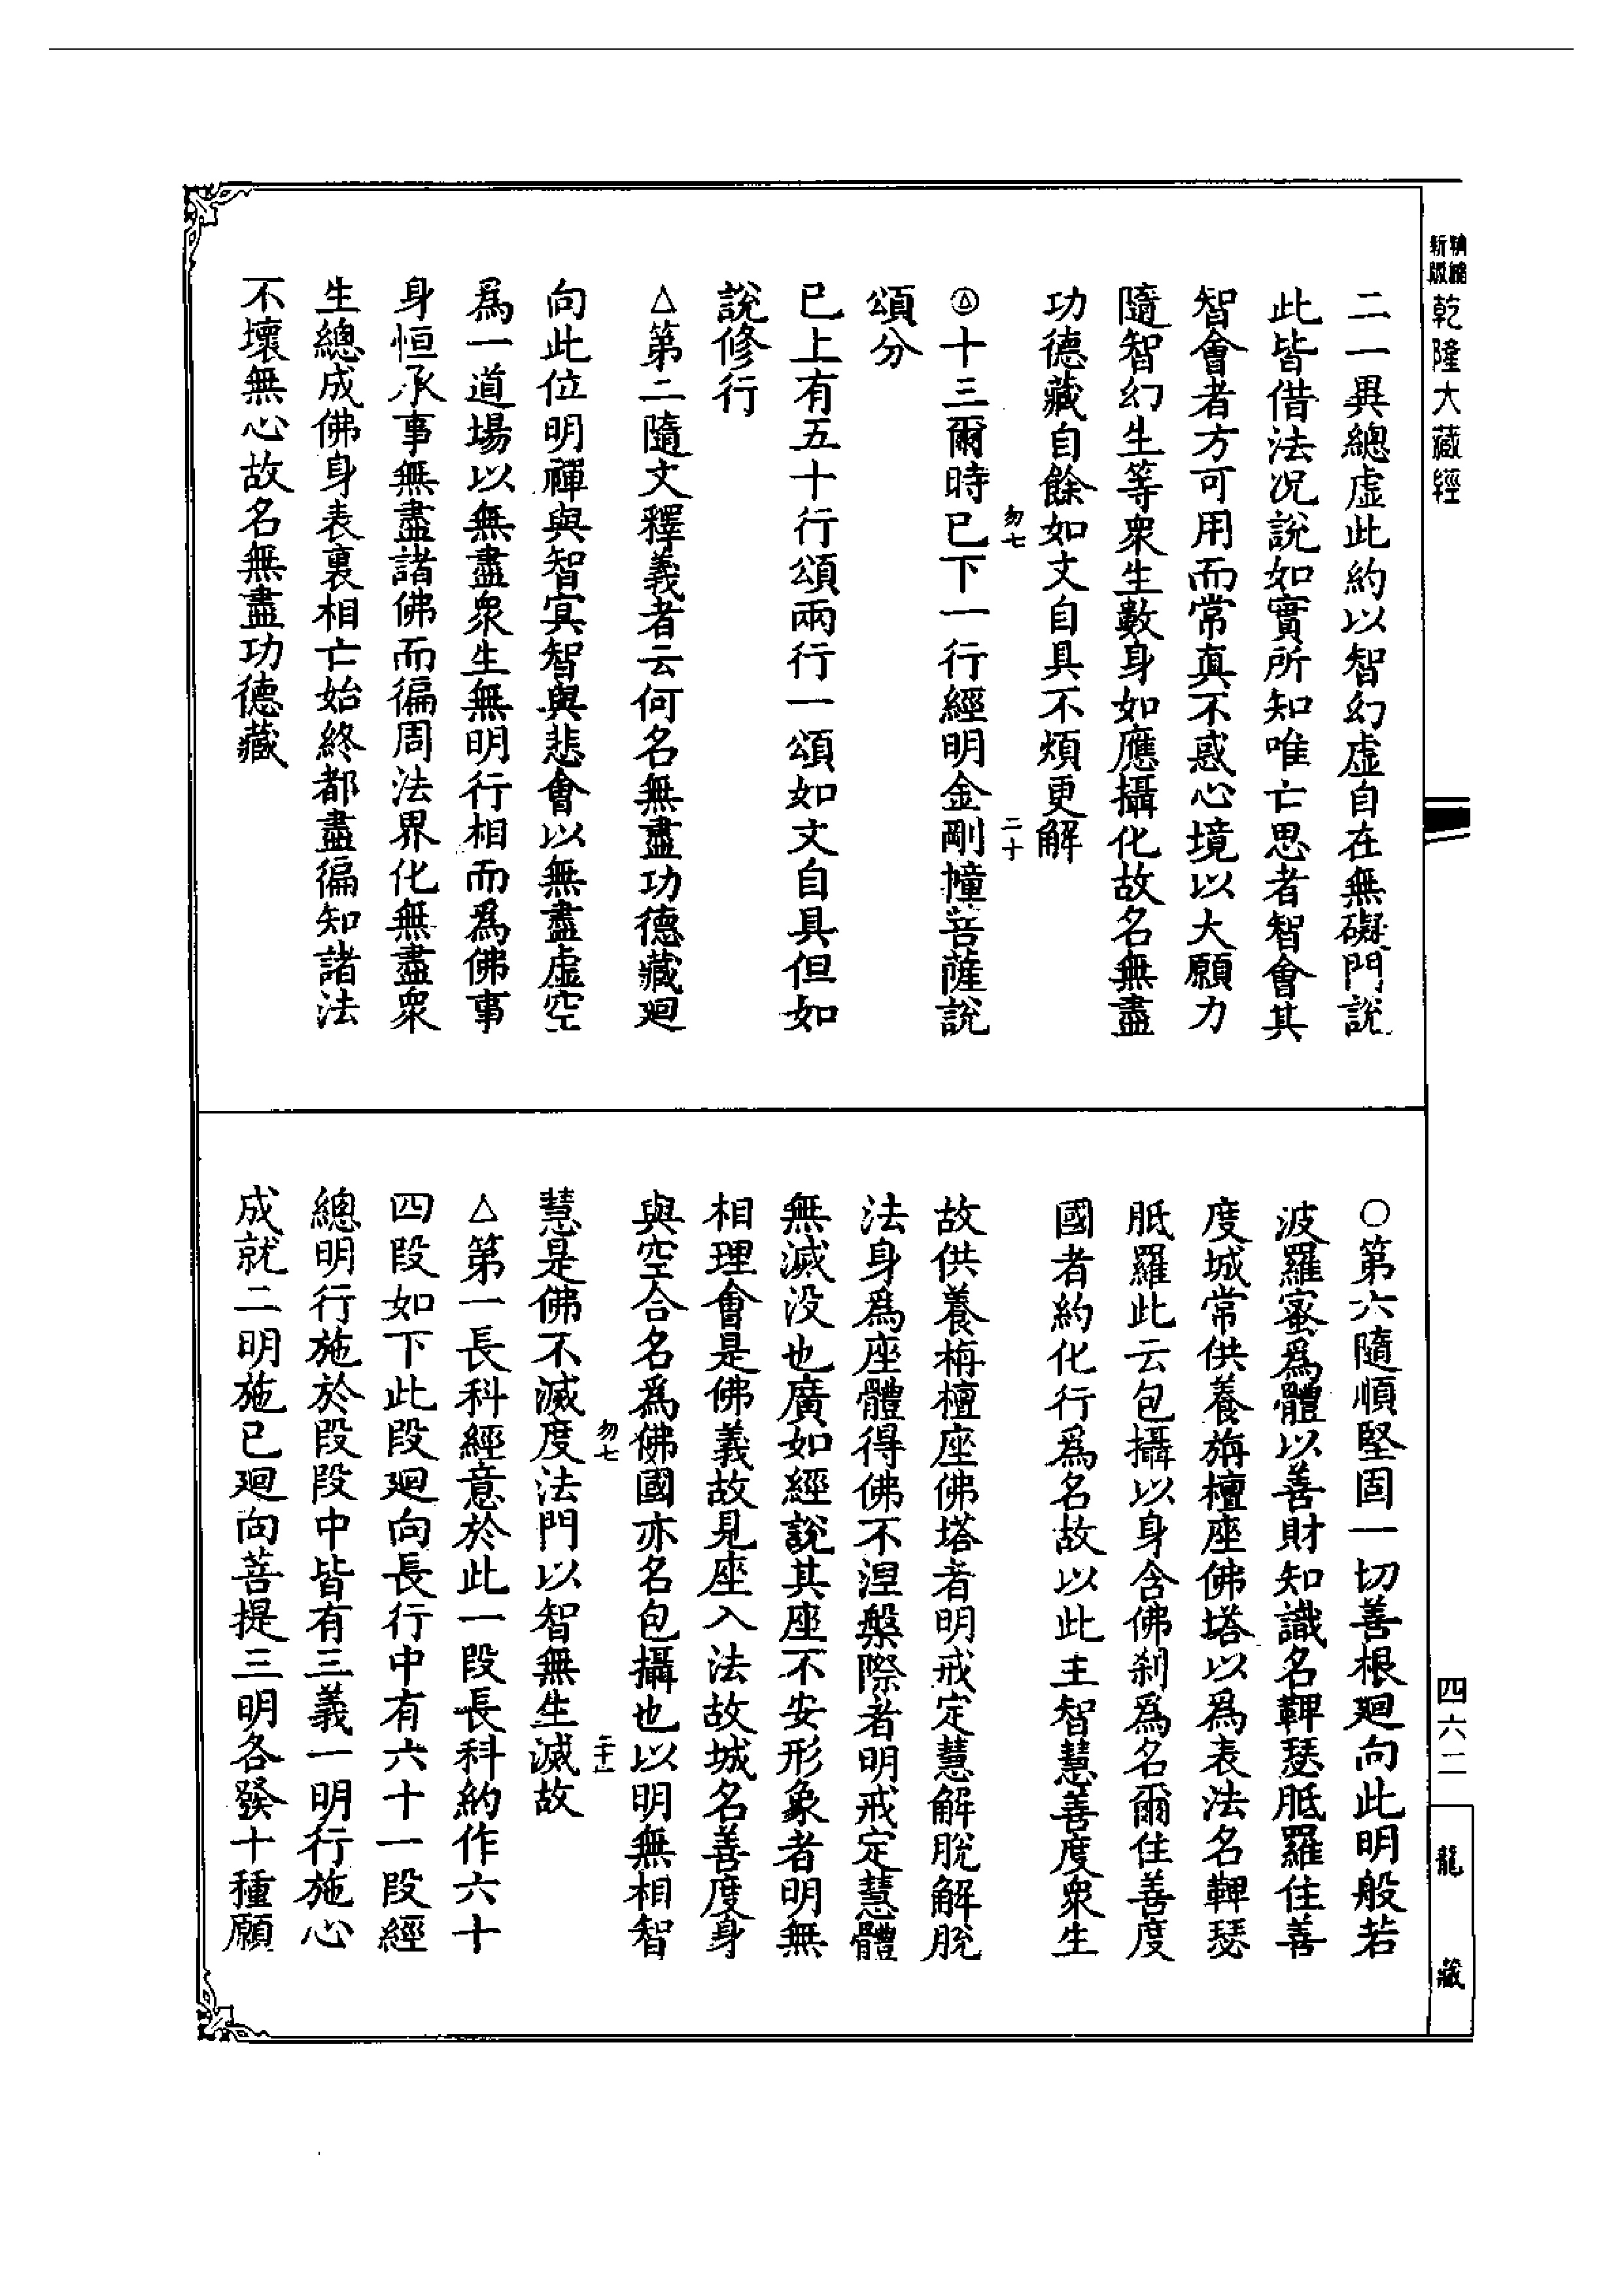 精縮新版乾隆大藏經
二一異總虛此約以智幻虛自在無礙門說
此皆借法况說如實所知唯亡思者智會其
智會者方可用而常真不惑心境以大願力
隨智幻生等衆生數身如應攝化故名無盡
功德藏自餘如文自具不煩更解
勿七 二十
㊂十三爾時已下一行經明金剛幢菩薩說
頌分
已上有五十行頌兩行一頌如文自具但如
說修行
△第二隨文釋義者云何名無盡功德藏廻
向此位明禪與智寘智與悲會以無盡虛空
爲一道場以無盡衆生無明行相而爲佛事
身恒承事無盡諸佛而徧周法界化無盡衆
生總成佛身表裏相亡始終都盡徧知諸法
不壞無心故名無盡功德藏
○第六隨順堅固一切善根廻向此明般若
波羅蜜爲體以善財知識名鞞瑟胝羅住善
度城常供養旃檀座佛塔以爲表法名鞞瑟
胝羅此云包攝以身含佛刹爲名爾住善度
國者約化行爲名故以此主智慧善度衆生
故供養栴檀座佛塔者明戒定慧解脫解脫
法身爲座體得佛不涅槃際者明戒定慧體
無滅没也廣如經說其座不安形象者明無
相理會是佛義故見座入法故城名善度身
與空合名爲佛國亦名包攝也以明無相智
勿七 二十一
慧是佛不滅度法門以智無生滅故
△第一長科經意於此一段長科約作六十
四段如下此段廻向長行中有六十一段經
總明行施於段段中皆有三義一明行施心
成就二明施已廻向菩提三明各發十種願
四六二
龍藏